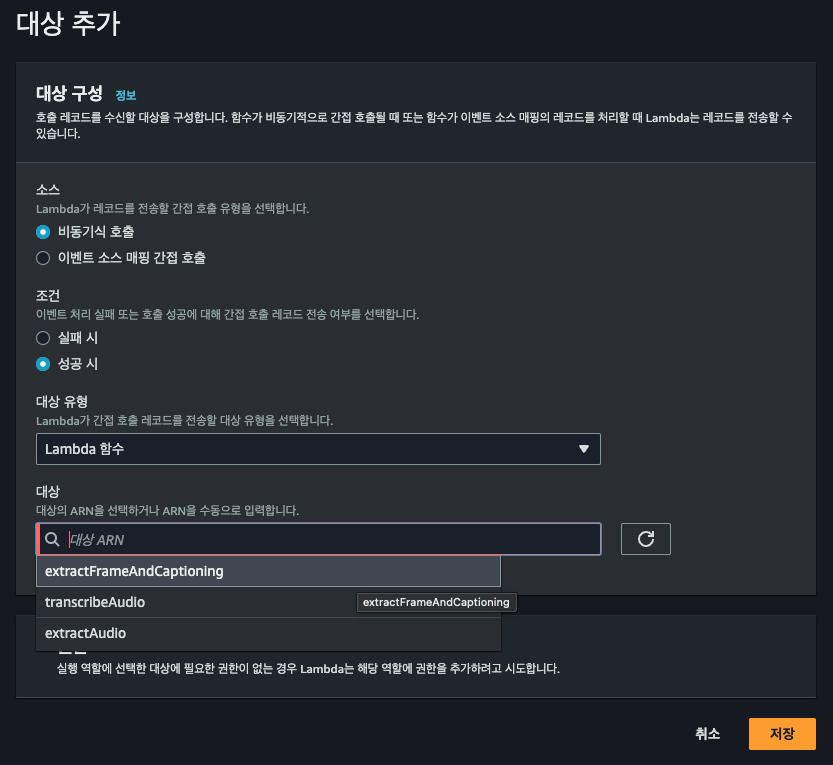 대상 추가
대상 구성 정보
호출 레코드를 수신할 대상을 구성합니다. 함수가 비동기적으로 간접 호출될 때 또는 함수가 이벤트 소스 매핑의 레코드를 처리할 때 Lambda는 레코드를 전송할 수
있습니다.
소스
Lambda가 레코드를 전송할 간접 호출 유형을 선택합니다.
비동기식 호출
이벤트 소스 매핑 간접 호출
조건
이벤트 처리 실패 또는 호출 성공에 대해 간접 호출 레코드 전송 여부를 선택합니다.
실패 시
성공 시
대상 유형
Lambda가 간접 호출 레코드를 전송할 대상 유형을 선택합니다.
Lambda 함수
대상
대상의 ARN을 선택하거나 ARN을 수동으로 입력합니다.
대상 ARN
extractFrameAndCaptioning
transcribeAudio
extractFrameAndCaptioning
extractAudio
실행 역할에 선택한 대상에 필요한 권한이 없는 경우 Lambda는 해당 역할에 권한을 추가하려고 시도합니다.
취소
저장